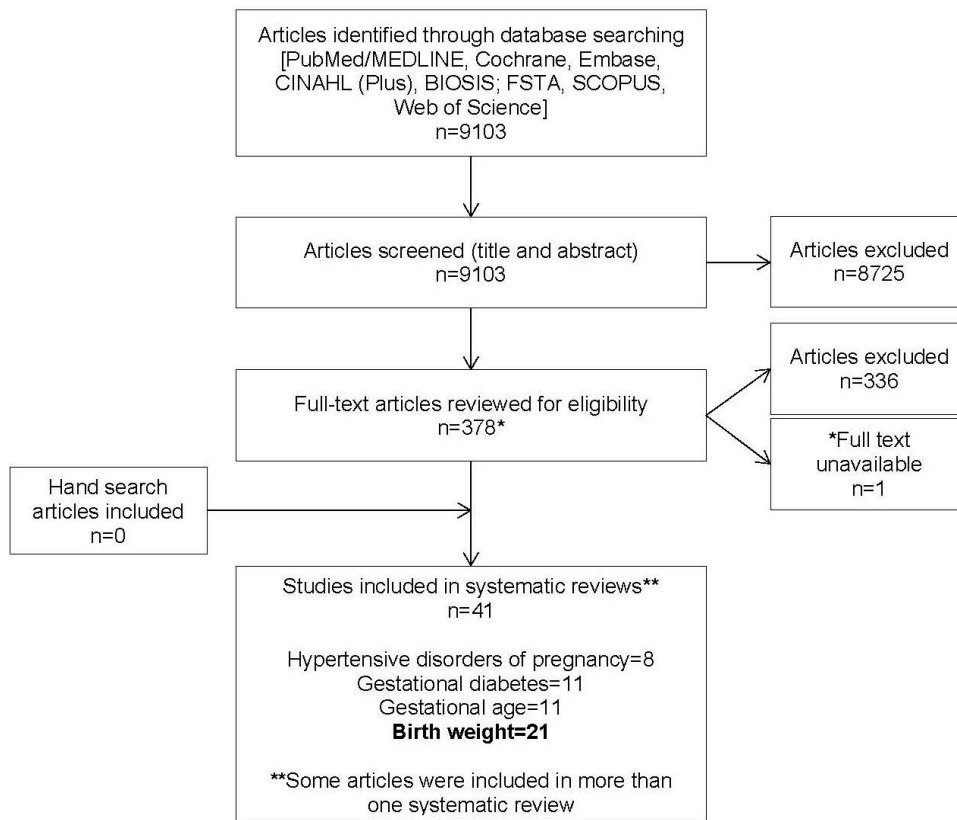 Articles identified through database searching
[PubMed/MEDLINE, Cochrane, Embase,
CINAHL (Plus), BIOSIS; FSTA, SCOPUS,
Web of Science]
n=9103
Articles screened (title and abstract)
n=9103
Articles excluded
n=8725
Full-text articles reviewed for eligibility
n=378*
Articles excluded
n=336
*Full text
unavailable
n=1
Hand search
articles included
n=0
Studies included in systematic reviews**
n=41
Hypertensive disorders of pregnancy=8
Gestational diabetes=11
Gestational age=11
Birth weight=21
**Some articles were included in more than
one systematic review